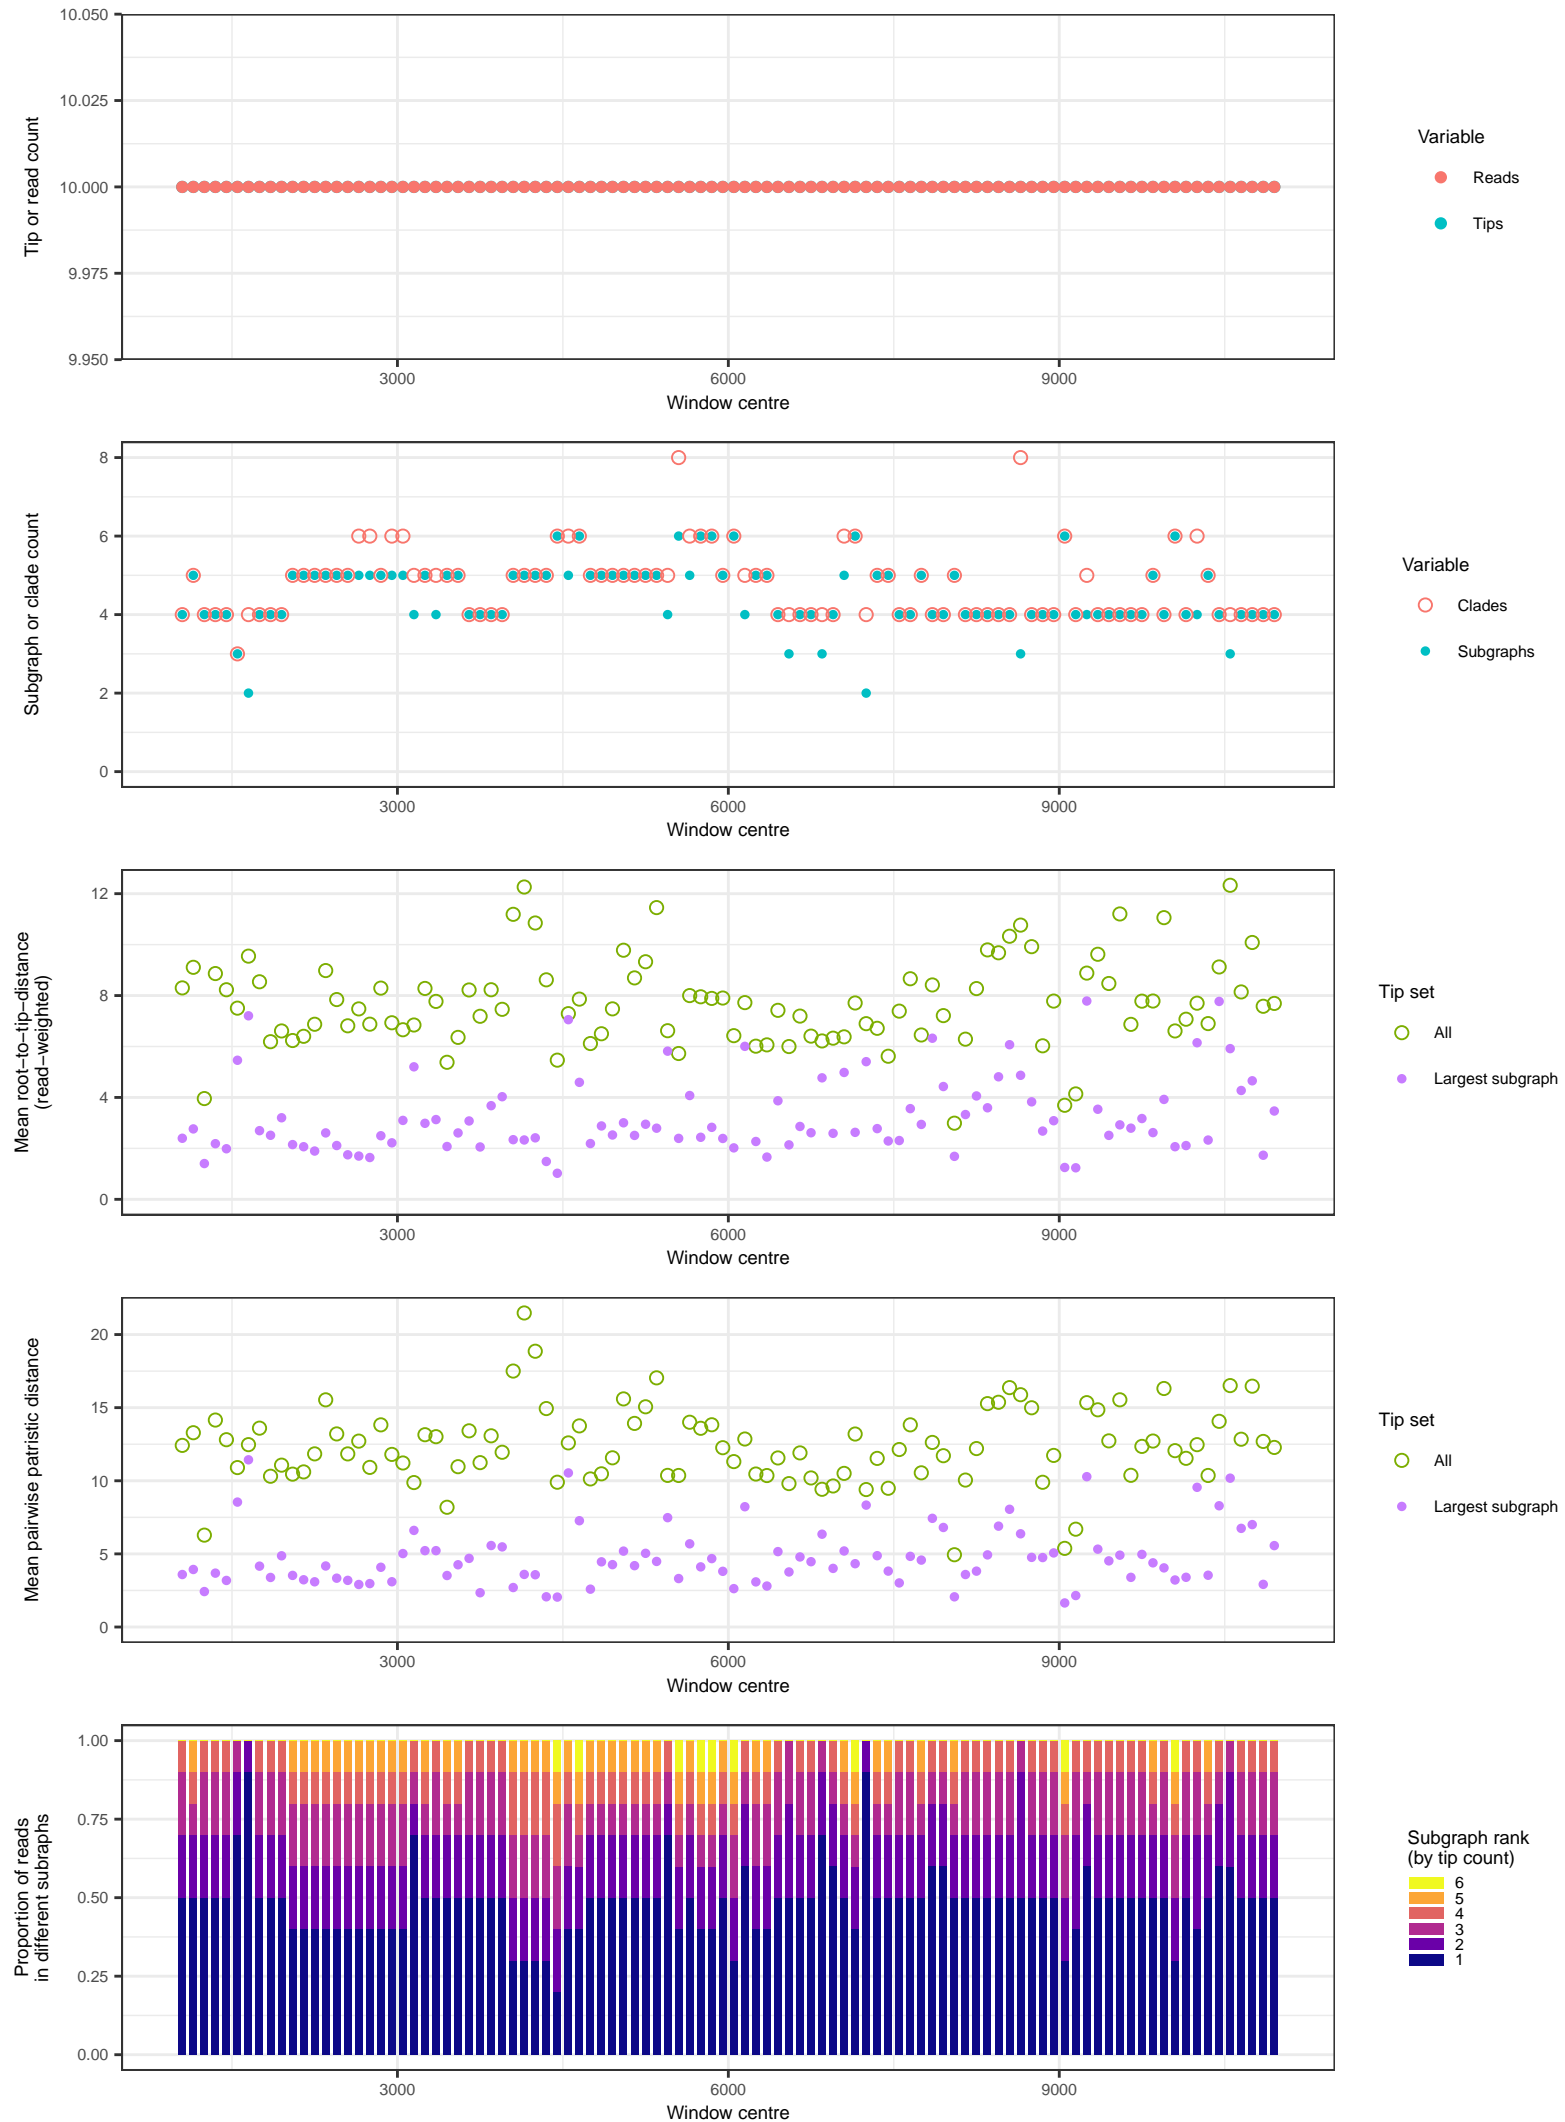 10.050
10.025
10.000
9.975
9.950
Tip or read count
3000
6000
9000
Window centre
Variable
Reads
Tips
8
6
4
2
0
Subgraph or clade count
3000
6000
9000
Window centre
Variable
Clades
Subgraphs
12
8
4
0
Mean root−to−tip−distance
(read−weighted)
3000
6000
9000
Window centre
Tip set
All
Largest subgraph
20
15
10
5
0
Mean pairwise patristic distance
3000
6000
9000
Window centre
Tip set
All
Largest subgraph
1.00
0.75
0.50
0.25
0.00
Proportion of reads
in different subraphs
3000
6000
9000
Window centre
Subgraph rank
(by tip count)
6
5
4
3
2
1